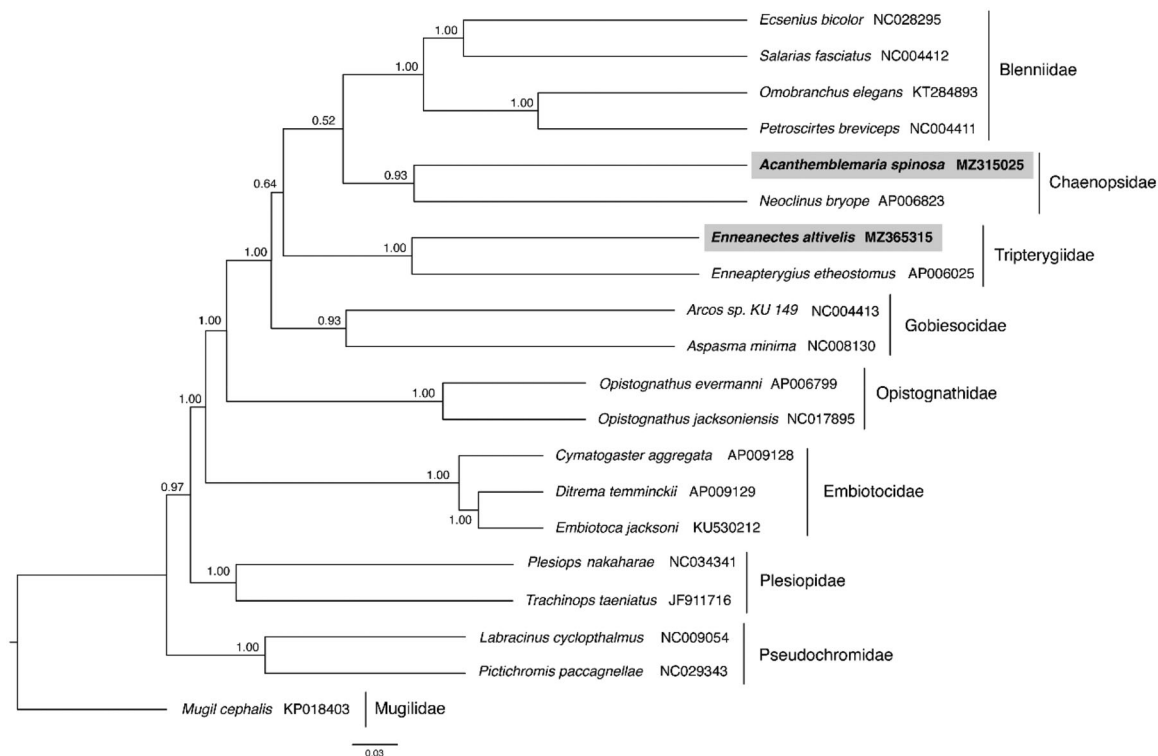 Ecsenius bicolor NC028295
1.00
Salarias fasciatus NC004412
1.00
Blenniidae
Omobranchus elegans KT284893
1.00
0.52
Petroscirtes breviceps NC004411
Acanthemblemaria spinosa MZ315025
0.93
Chaenopsidae
0.64
Neoclinus bryope AP006823
Enneanectes altivelis MZ365315
1.00
1.00
Tripterygiidae
Enneapterygius etheostomus AP006025
Arcos sp. KU 149 NC004413
1.00
0.93
Gobiesocidae
Aspasma minima NC008130
Opistognathus evermanni AP006799
1.00
Opistognathidae
1.00
Opistognathus jacksoniensis NC017895
Cymatogaster aggregata AP009128
1.00
0.97
Ditrema temminckii AP009129
Embiotocidae
1.00
Embiotoca jacksoni KU530212
Plesiops nakaharae NC034341
1.00
Plesiopidae
Trachinops taeniatus JF911716
Labracinus cyclopthalmus NC009054
1.00
Pseudochromidae
Pictichromis paccagnellae NC029343
Mugil cephalis KP018403
Mugilidae
0.03